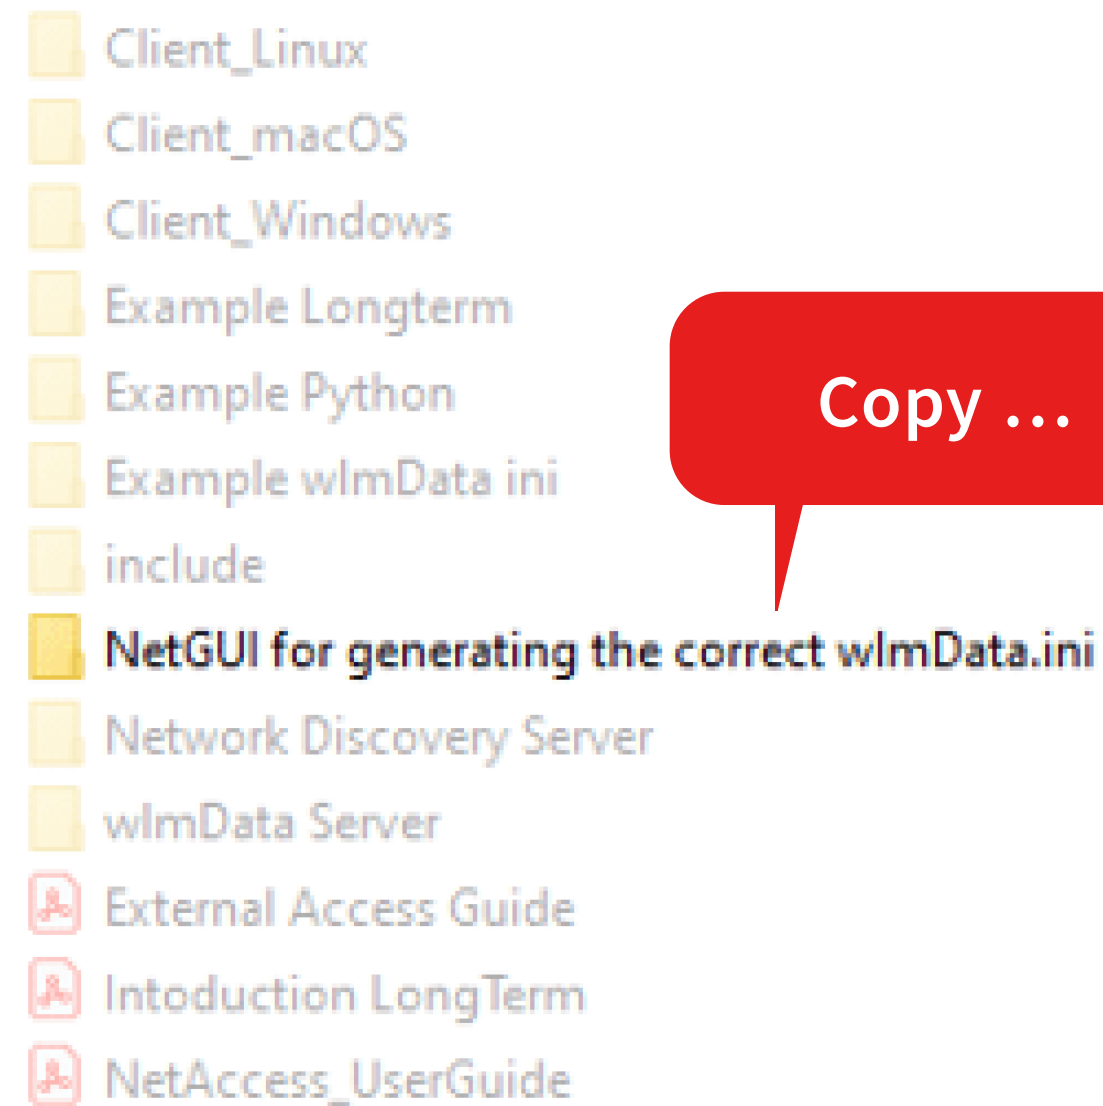 Client_Linux
Client_macOS
Client_Windows
Example Longterm
Example Python
Example wlmData ini
include
Copy ...
NetGUI for generating the correct wlmData.ini
Network Discovery Server
wlmData Server
External Access Guide
Intoduction LongTerm
NetAccess_UserGuide